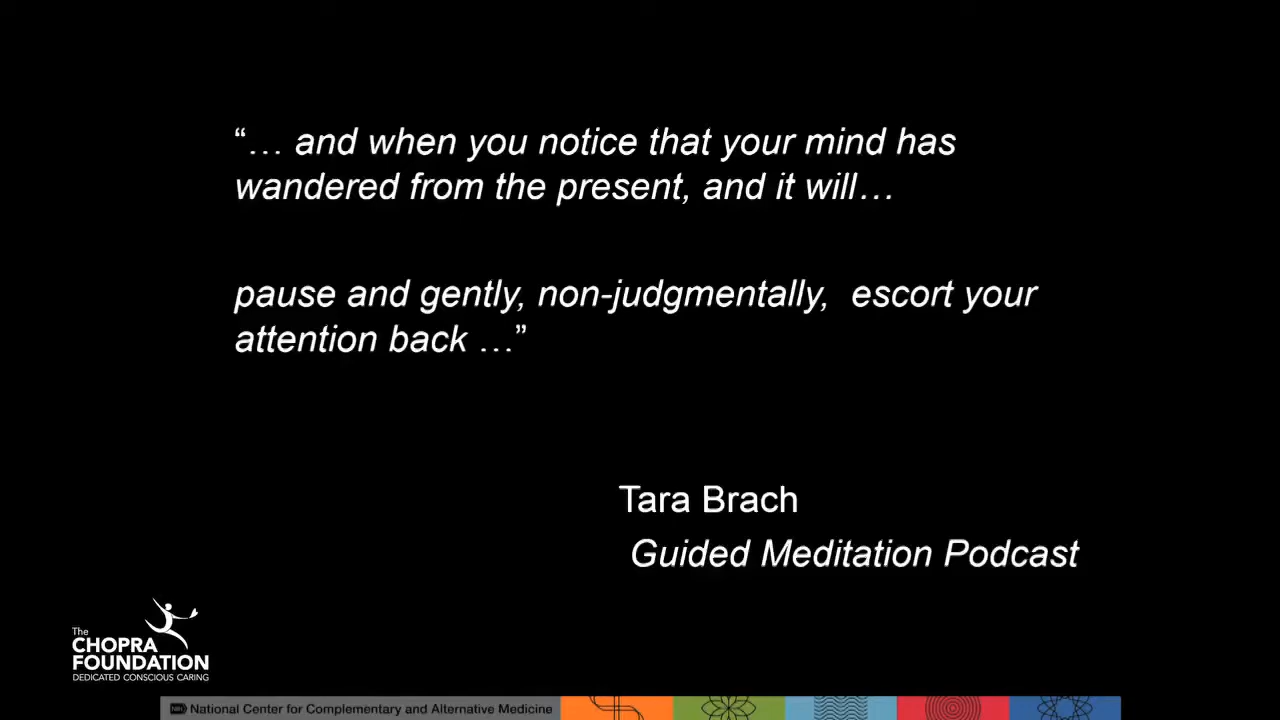 “… and when you notice that your mind has
wandered from the present, and it will…
pause and gently, non-judgmentally,  escort your
attention back …”
Tara Brach
Guided Meditation Podcast
The
CHOPRA
FOUNDATION
DEDICATED CONSCIOUS CARING
NIH National Center for Complementary and Alternative Medicine